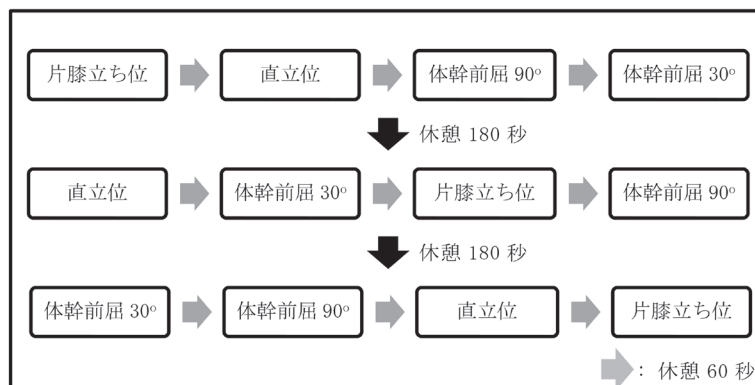 片膝立ち位 直立位 体幹前屈 90° 体幹前屈 30°
休憩 180 秒
直立位 体幹前屈 30° 片膝立ち位 体幹前屈 90°
休憩 180 秒
体幹前屈 30° 体幹前屈 90° 直立位 片膝立ち位
: 休憩 60 秒